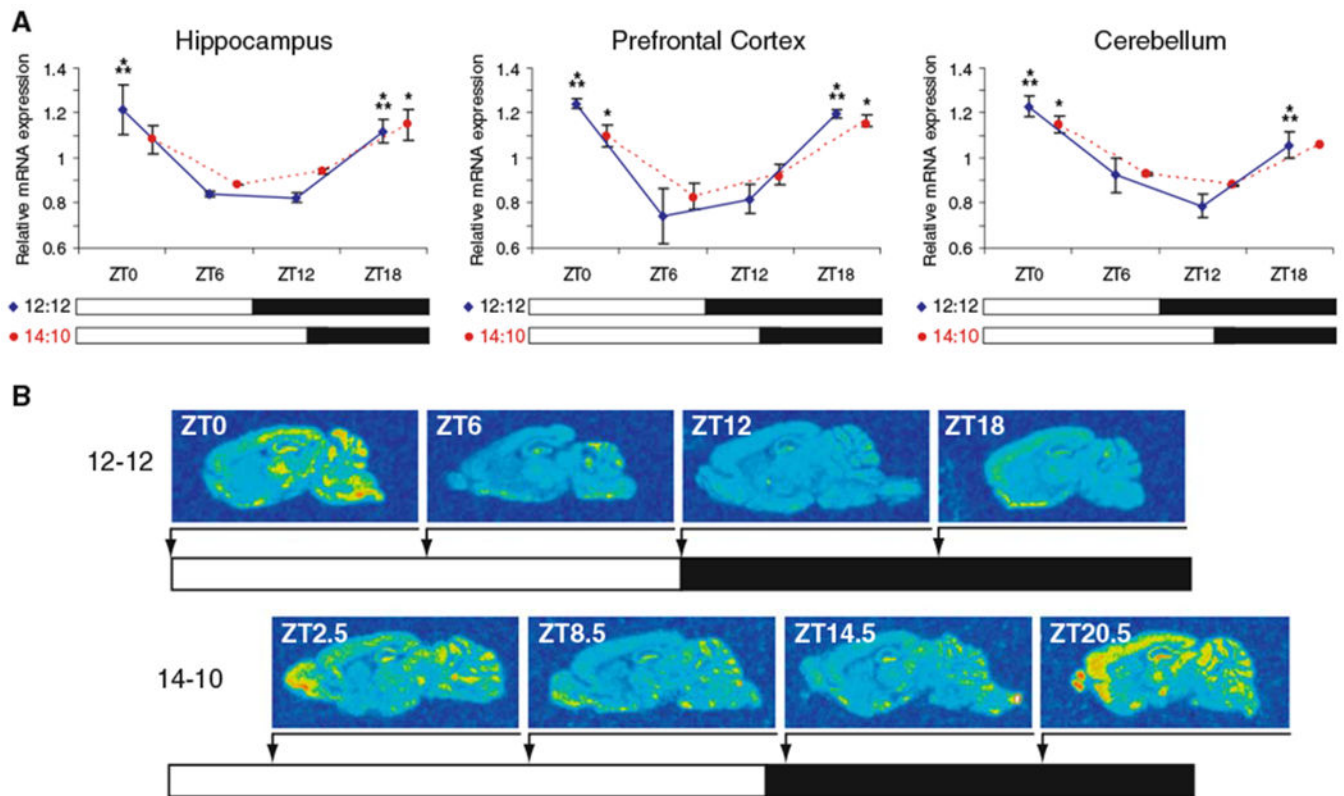 A
Hippocampus
Prefrontal Cortex
Cerebellum
Relative mRNA expression
1.4
1.2
1
0.8
0.6
*
**
*
**
*
ZT0 ZT6 ZT12 ZT18
Relative mRNA expression
1.4
1.2
1
0.8
0.6
*
**
*
*
**
*
ZT0 ZT6 ZT12 ZT18
Relative mRNA expression
1.4
1.2
1
0.8
0.6
*
**
*
*
**
ZT0 ZT6 ZT12 ZT18
12:12
14:10
12:12
14:10
12:12
14:10
B
12-12
ZT0
ZT6
ZT12
ZT18
14-10
ZT2.5
ZT8.5
ZT14.5
ZT20.5